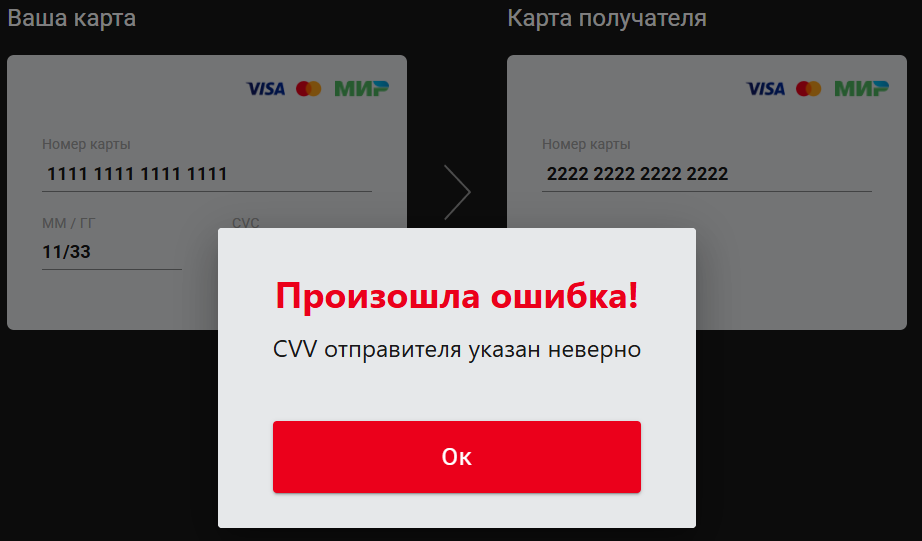 Ваша карта
Карта получателя
VISA МИР
VISA МИР
Номер карты
Номер карты
1111 1111 1111 1111
2222 2222 2222 2222
ММ / ГГ
CVC
11/33
Произошла ошибка!
CVV отправителя указан неверно
Ок